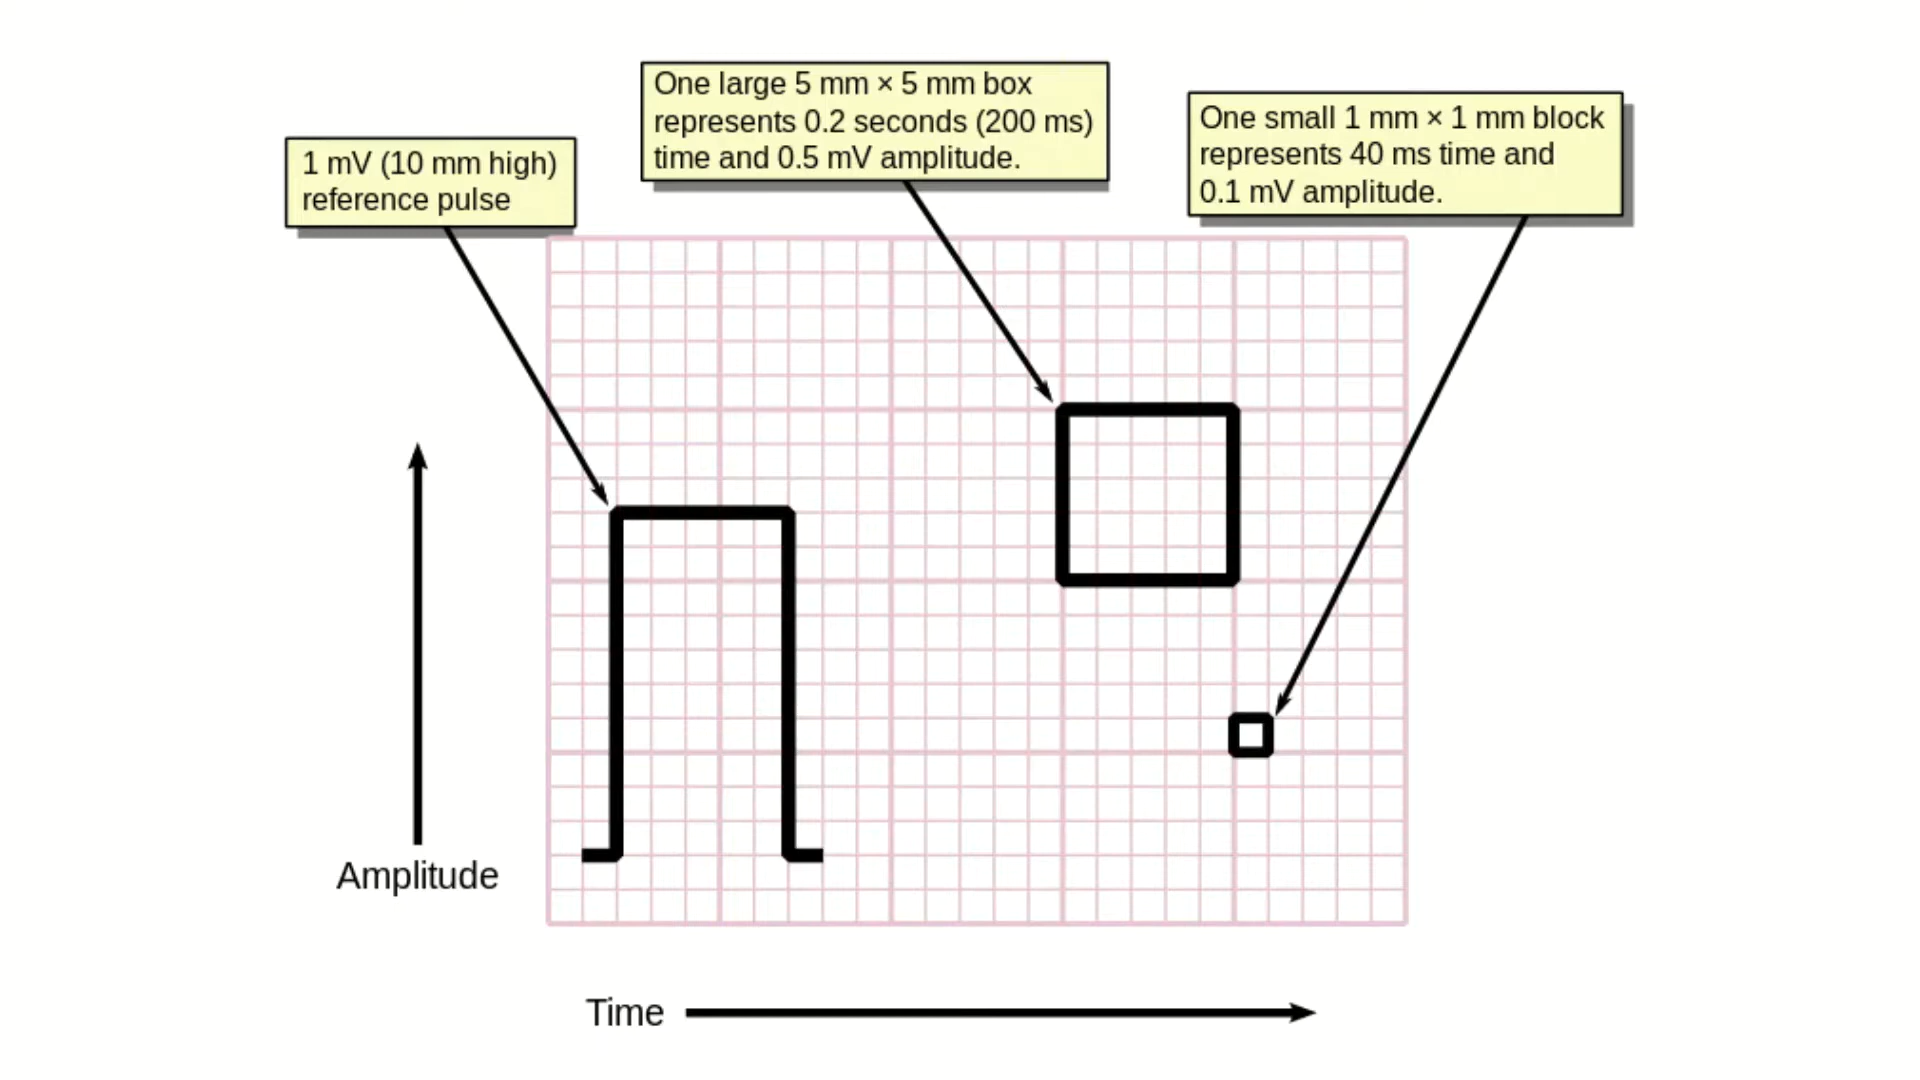 One large 5 mm × 5 mm box
represents 0.2 seconds (200 ms)
time and 0.5 mV amplitude.
One small 1 mm × 1 mm block
represents 40 ms time and
0.1 mV amplitude.
1 mV (10 mm high)
reference pulse
Amplitude
Time